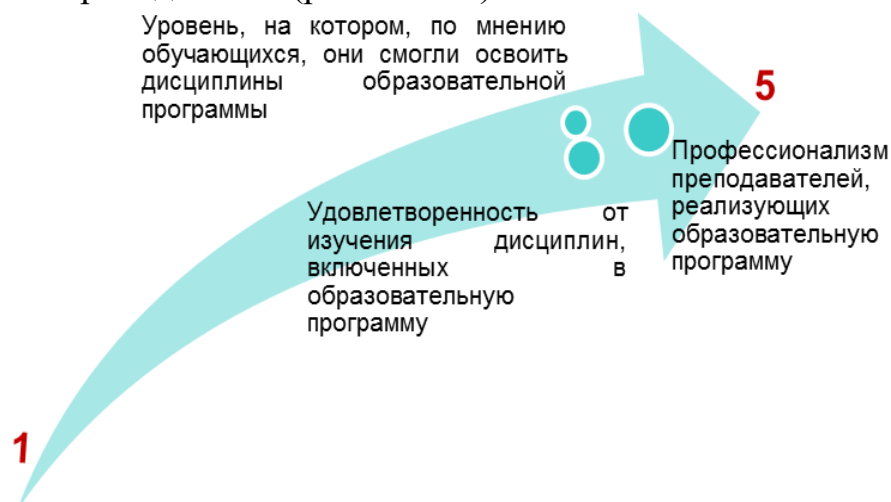 Уровень, на котором, по мнению
обучающихся, они смогли освоить
дисциплины образовательной
программы
5
Профессионализм
преподавателей,
реализующих
образовательную
программу
Удовлетворенность от
изучения дисциплин,
включенных в
образовательную
программу
1